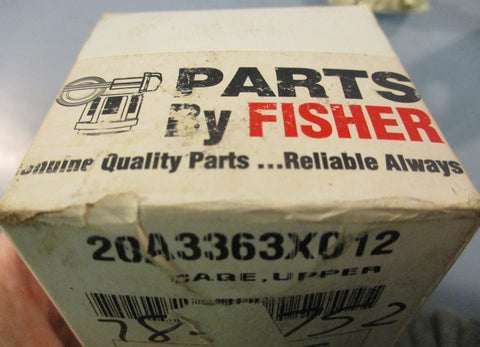 PARTS
By FISHER
Genuine Quality Parts ...Reliable Always
20A3363X012
CAGE, UPPER